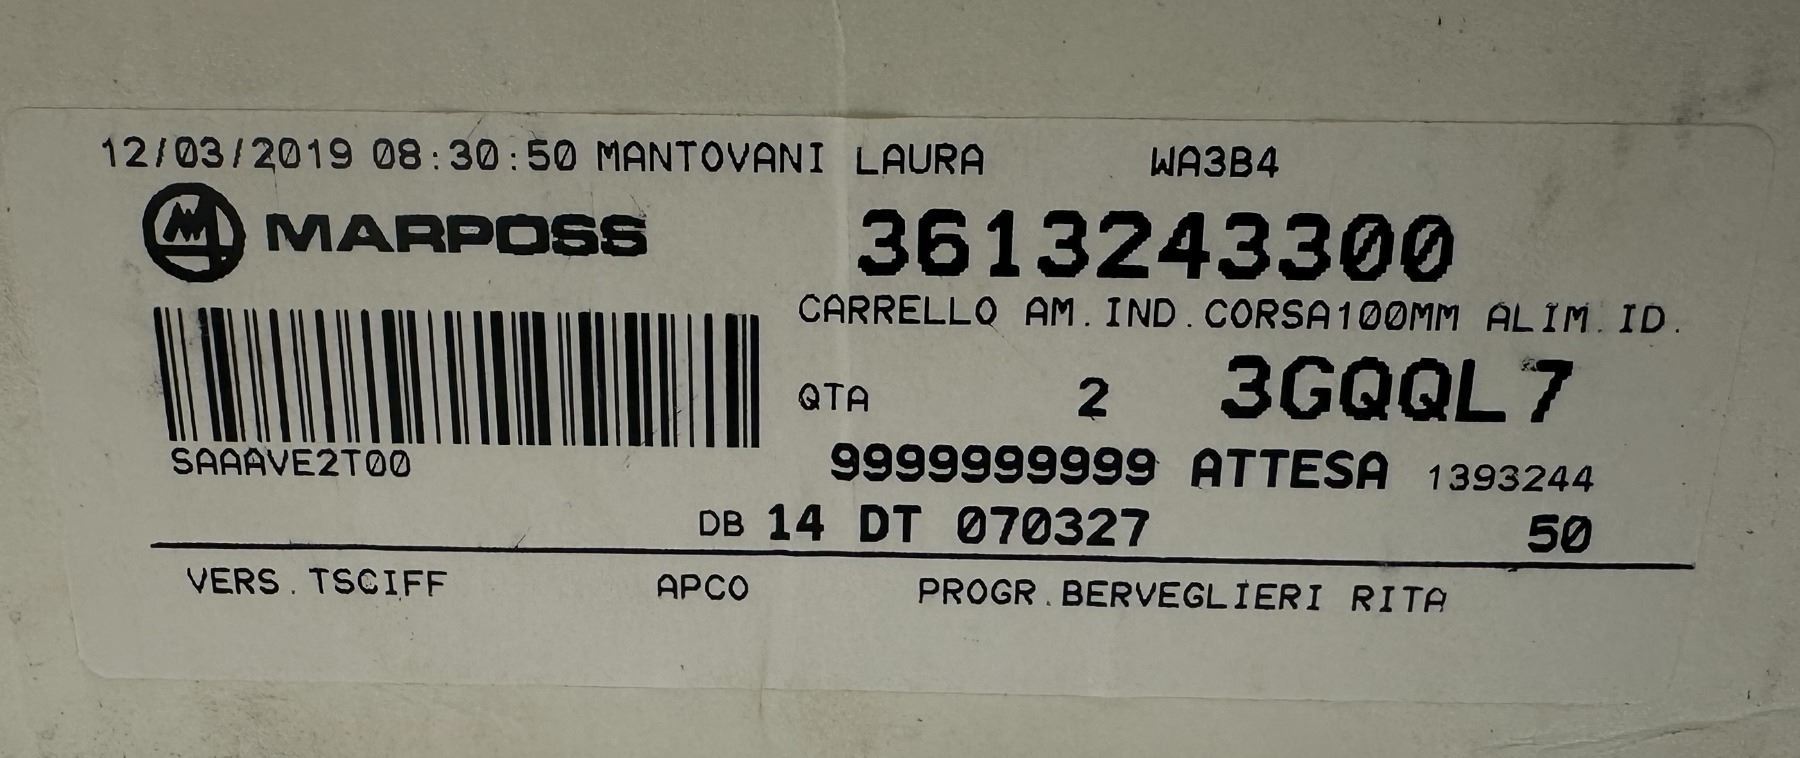 12/03/2019 08:30:50 MANTOVANI LAURA WA3B4
MARPOSS
3613243300
CARRELLO AM.IND.CORSA100MM ALIM.ID.
QTA 2 3GQQL7
SAAAVE2T00
9999999999 ATTESA 1393244
DB 14 DT 070327 50
VERS.TSCIFF APCO PROGR.BERVEGLIERI RITA